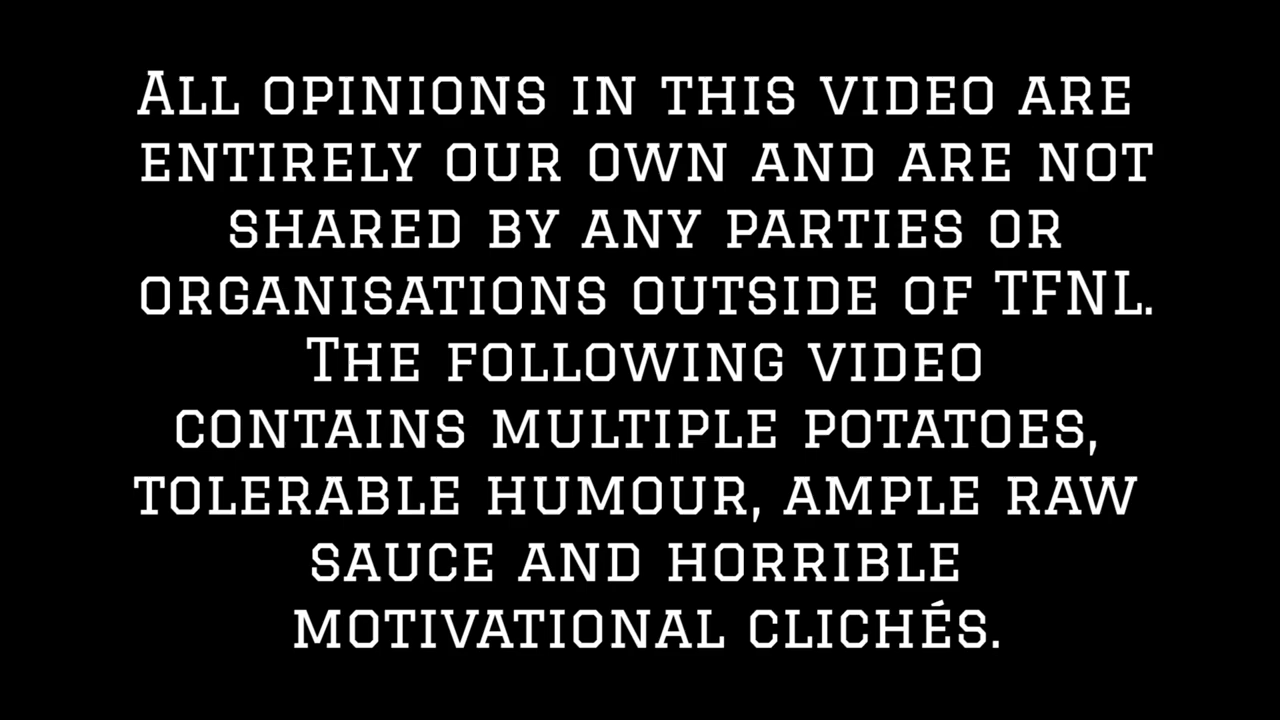 All opinions in this video are
entirely our own and are not
shared by any parties or
organisations outside of TFNL.
The following video
contains multiple potatoes,
tolerable humour, ample raw
sauce and horrible
motivational clichés.